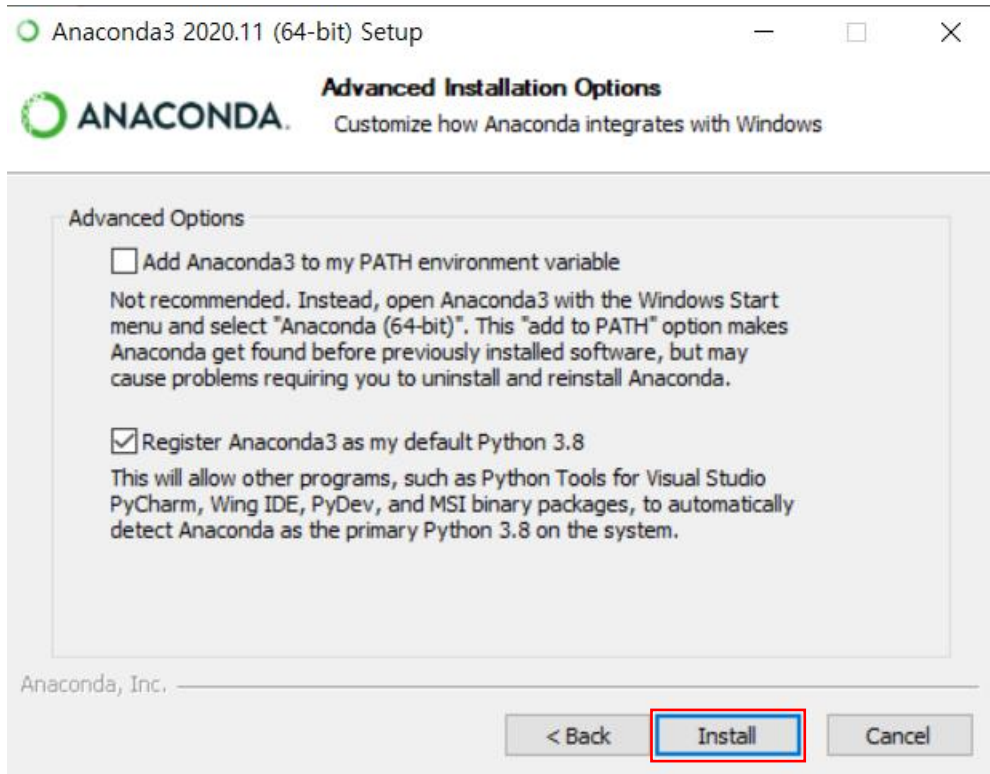 Anaconda3 2020.11 (64-bit) Setup
ANACONDA.
Advanced Installation Options
Customize how Anaconda integrates with Windows
Advanced Options
Add Anaconda3 to my PATH environment variable
Not recommended. Instead, open Anaconda3 with the Windows Start
menu and select "Anaconda (64-bit)". This "add to PATH" option makes
Anaconda get found before previously installed software, but may
cause problems requiring you to uninstall and reinstall Anaconda.
Register Anaconda3 as my default Python 3.8
This will allow other programs, such as Python Tools for Visual Studio
PyCharm, Wing IDE, PyDev, and MSI binary packages, to automatically
detect Anaconda as the primary Python 3.8 on the system.
Anaconda, Inc.
< Back Install Cancel